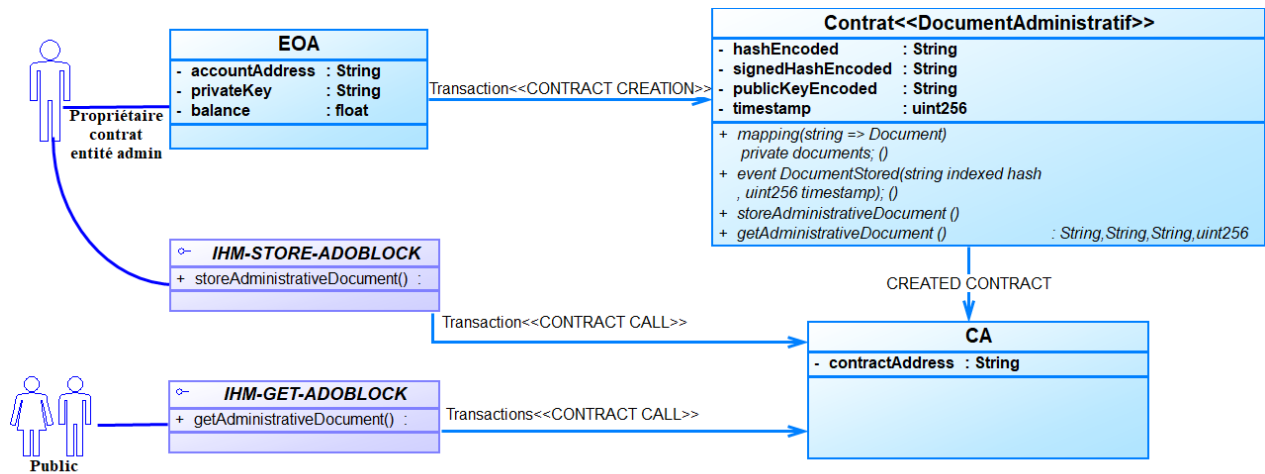 EOA
- accountAddress : String
- privateKey : String
- balance : float
Propriétaire
contrat
entité admin
Transaction<<CONTRACT CREATION>>
Contrat<<DocumentAdministratif>>
- hashEncoded : String
- signedHashEncoded : String
- publicKeyEncoded : String
- timestamp : uint256
+ mapping(string => Document)
private documents; ()
+ event DocumentStored(string indexed hash
, uint256 timestamp); ()
+ storeAdministrativeDocument ()
+ getAdministrativeDocument () : String,String,String,uint256
CREATED CONTRACT
IHM-STORE-ADOBLOCK
+ storeAdministrativeDocument() :
Transaction<<CONTRACT CALL>>
CA
- contractAddress : String
IHM-GET-ADOBLOCK
+ getAdministrativeDocument() :
Transactions<<CONTRACT CALL>>
Public